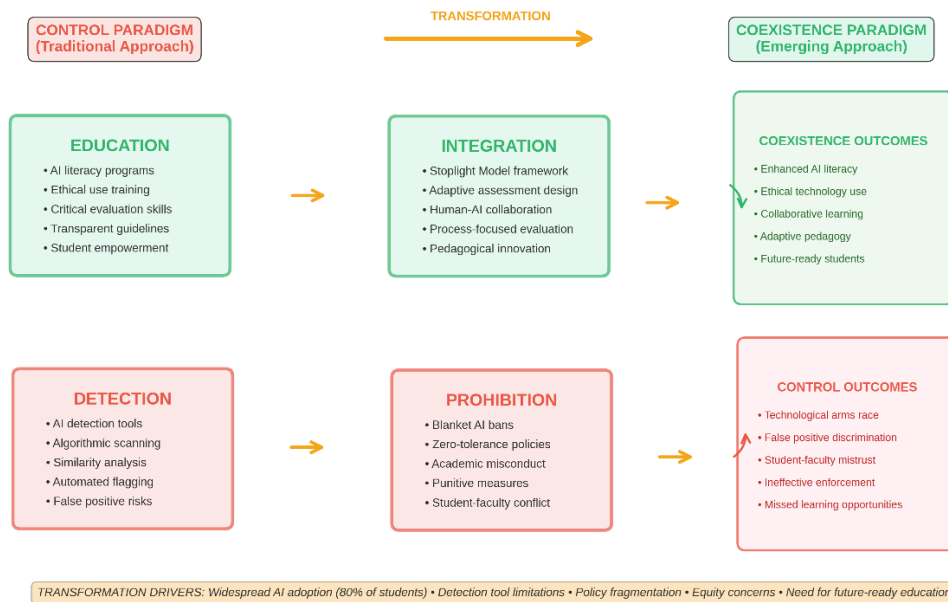 TRANSFORMATION
CONTROL PARADIGM
(Traditional Approach)
COEXISTENCE PARADIGM
(Emerging Approach)
EDUCATION
• AI literacy programs
• Ethical use training
• Critical evaluation skills
• Transparent guidelines
• Student empowerment
INTEGRATION
• Stoplight Model framework
• Adaptive assessment design
• Human-AI collaboration
• Process-focused evaluation
• Pedagogical innovation
COEXISTENCE OUTCOMES
• Enhanced AI literacy
• Ethical technology use
• Collaborative learning
• Adaptive pedagogy
• Future-ready students
DETECTION
• AI detection tools
• Algorithmic scanning
• Similarity analysis
• Automated flagging
• False positive risks
PROHIBITION
• Blanket AI bans
• Zero-tolerance policies
• Academic misconduct
• Punitive measures
• Student-faculty conflict
CONTROL OUTCOMES
• Technological arms race
• False positive discrimination
• Student-faculty mistrust
• Ineffective enforcement
• Missed learning opportunities
TRANSFORMATION DRIVERS: Widespread AI adoption (80% of students) • Detection tool limitations • Policy fragmentation • Equity concerns • Need for future-ready